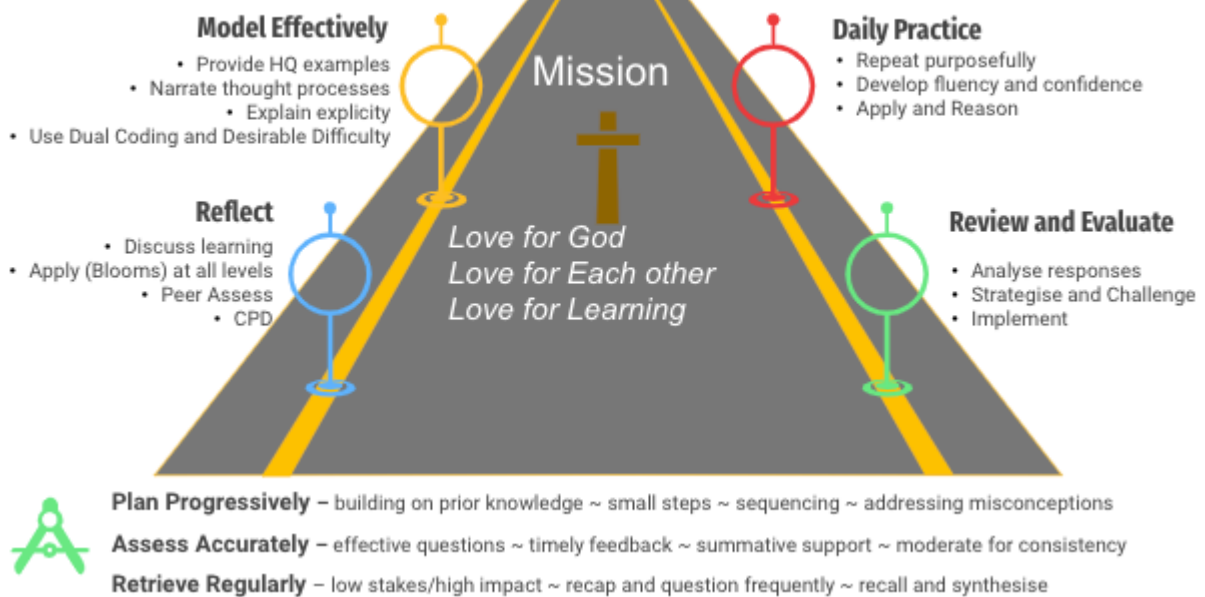 Model Effectively
• Provide HQ examples
• Narrate thought processes
• Explain explicity
• Use Dual Coding and Desirable Difficulty
Reflect
• Discuss learning
• Apply (Blooms) at all levels
• Peer Assess
• CPD
Mission
Love for God
Love for Each other
Love for Learning
Daily Practice
• Repeat purposefully
• Develop fluency and confidence
• Apply and Reason
Review and Evaluate
• Analyse responses
• Strategise and Challenge
• Implement
Plan Progressively – building on prior knowledge ~ small steps ~ sequencing ~ addressing misconceptions
Assess Accurately – effective questions ~ timely feedback ~ summative support ~ moderate for consistency
Retrieve Regularly – low stakes/high impact ~ recap and question frequently ~ recall and synthesise